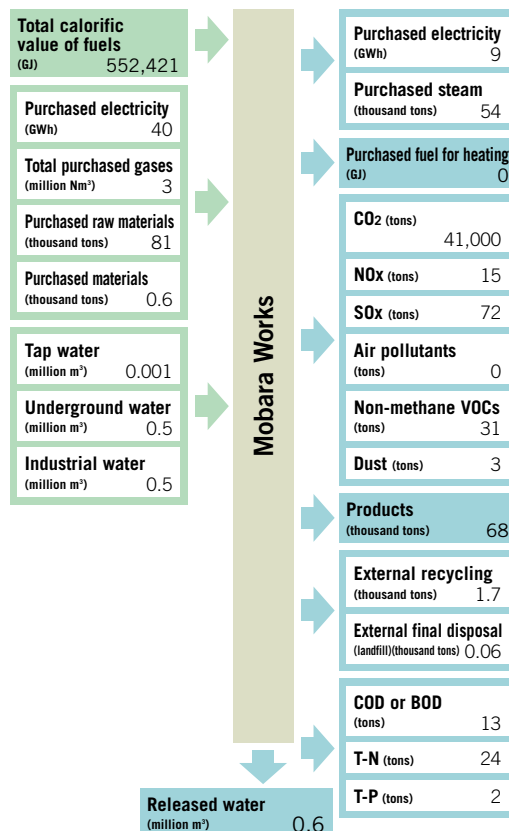 Total calorific
value of fuels
(GJ) 552,421
Purchased electricity
(GWh) 40
Total purchased gases
(million Nm³) 3
Purchased raw materials
(thousand tons) 81
Purchased materials
(thousand tons) 0.6
Tap water
(million m³) 0.001
Underground water
(million m³) 0.5
Industrial water
(million m³) 0.5
Mobara Works
Purchased electricity
(GWh) 9
Purchased steam
(thousand tons) 54
Purchased fuel for heating
(GJ) 0
CO₂ (tons)
41,000
NOx (tons) 15
SOx (tons) 72
Air pollutants
(tons) 0
Non-methane VOCs
(tons) 31
Dust (tons) 3
Products
(thousand tons) 68
External recycling
(thousand tons) 1.7
External final disposal
(landfill)(thousand tons) 0.06
COD or BOD
(tons) 13
T-N (tons) 24
T-P (tons) 2
Released water
(million m³) 0.6